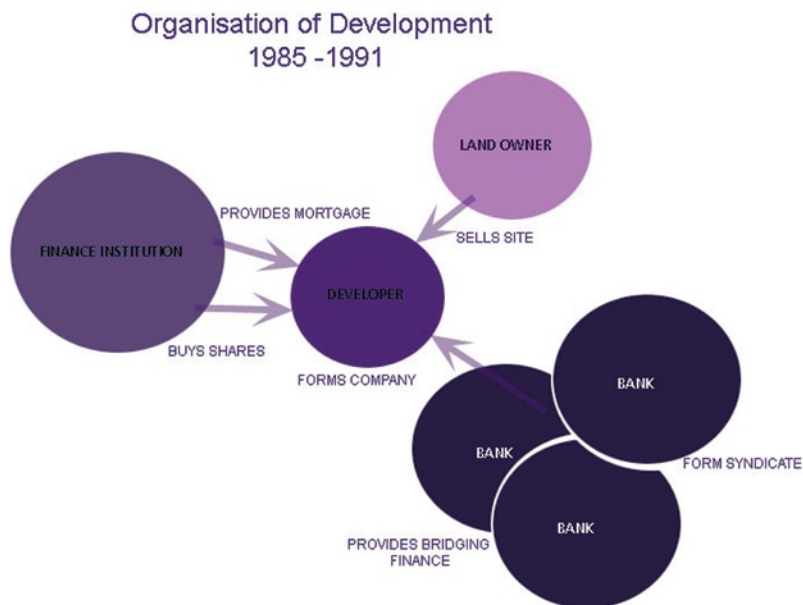 Organisation of Development
1985 -1991
LAND OWNER
PROVIDES MORTGAGE
SELLS SITE
FINANCE INSTITUTION
DEVELOPER
BUYS SHARES
FORMS COMPANY
BANK
BANK
FORM SYNDICATE
BANK
PROVIDES BRIDGING
FINANCE